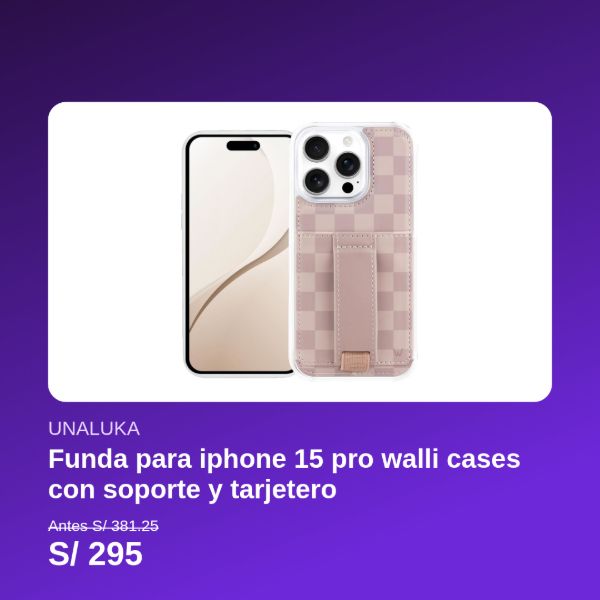 UNALUKA
Funda para iphone 15 pro walli cases
con soporte y tarjetero
Antes S/ 381.25
S/ 295